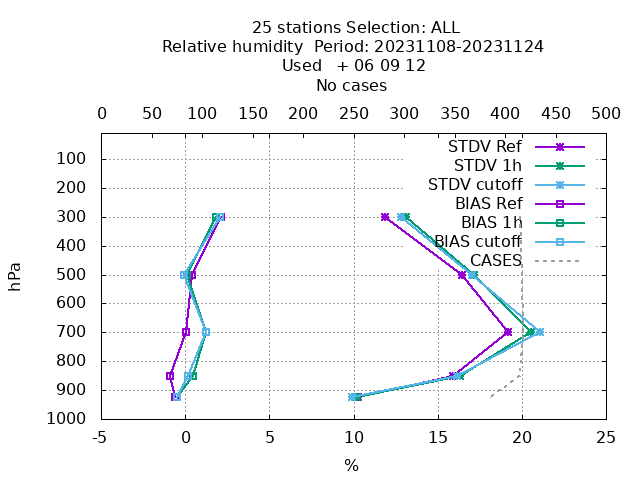 25 stations Selection: ALL
Relative humidity  Period: 20231108-20231124
Used   + 06 09 12
No cases
0 50 100 150 200 250 300 350 400 450 500
STDV Ref
STDV 1h
STDV cutoff
BIAS Ref
BIAS 1h
BIAS cutoff
CASES
hPa
100
200
300
400
500
600
700
800
900
1000
-5 0 5 10 15 20 25
%